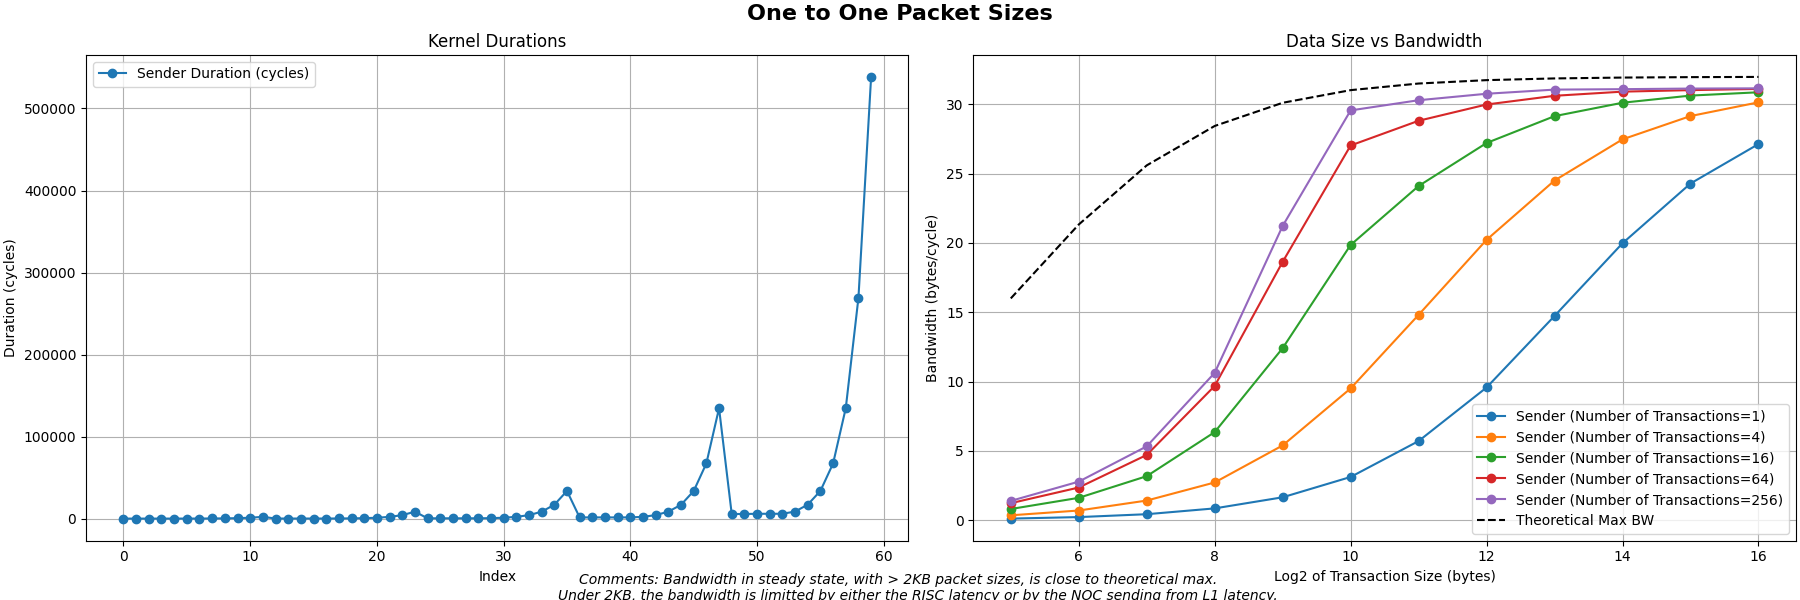 One to One Packet Sizes
Kernel Durations
Sender Duration (cycles)
Duration (cycles)
500000
400000
300000
200000
100000
0
0
10
20
30
40
50
60
Index
Data Size vs Bandwidth
Bandwidth (bytes/cycle)
30
25
20
15
10
5
0
Sender (Number of Transactions=1)
Sender (Number of Transactions=4)
Sender (Number of Transactions=16)
Sender (Number of Transactions=64)
Sender (Number of Transactions=256)
Theoretical Max BW
6
8
10
12
14
16
Log2 of Transaction Size (bytes)
Comments: Bandwidth in steady state, with > 2KB packet sizes, is close to theoretical max.
Under 2KB, the bandwidth is limitted by either the RISC latency or by the NOC sending from L1 latency.